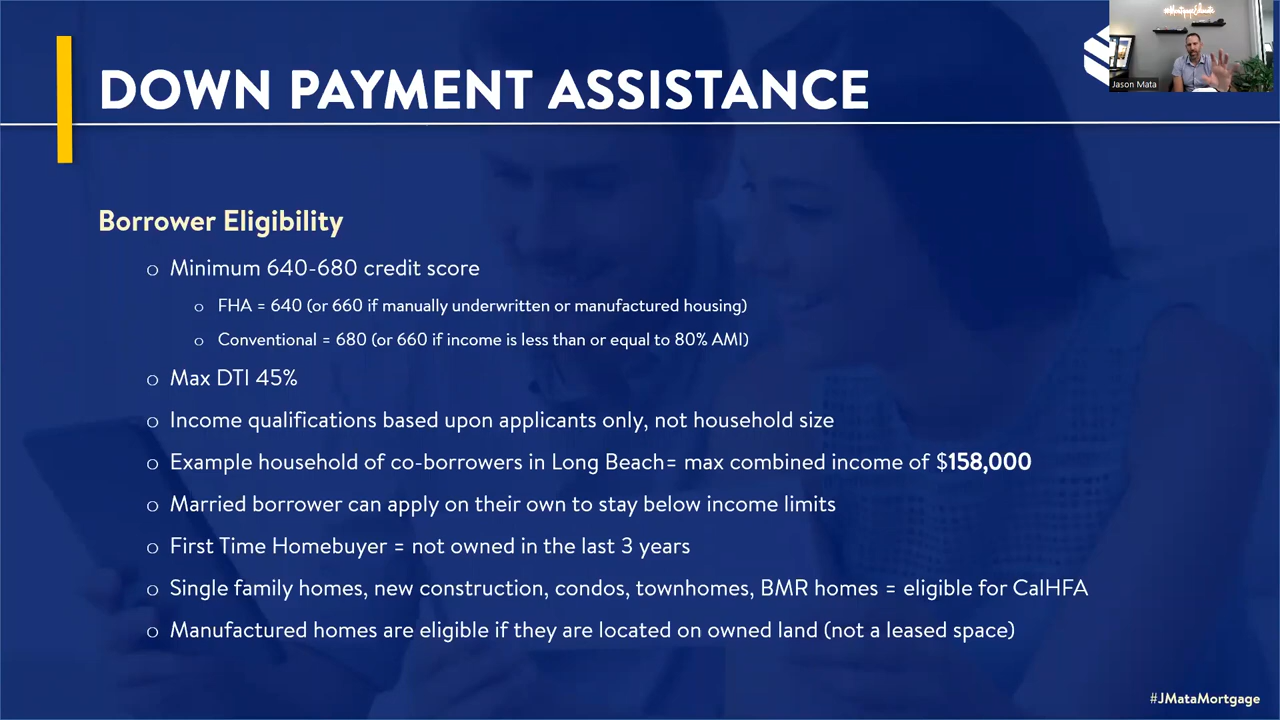 #MortgageEducate
Jason Mata
DOWN PAYMENT ASSISTANCE
Borrower Eligibility
o Minimum 640-680 credit score
o FHA = 640 (or 660 if manually underwritten or manufactured housing)
o Conventional = 680 (or 660 if income is less than or equal to 80% AMI)
o Max DTI 45%
o Income qualifications based upon applicants only, not household size
o Example household of co-borrowers in Long Beach= max combined income of $158,000
o Married borrower can apply on their own to stay below income limits
o First Time Homebuyer = not owned in the last 3 years
o Single family homes, new construction, condos, townhomes, BMR homes = eligible for CalHFA
o Manufactured homes are eligible if they are located on owned land (not a leased space)
#JMataMortgage